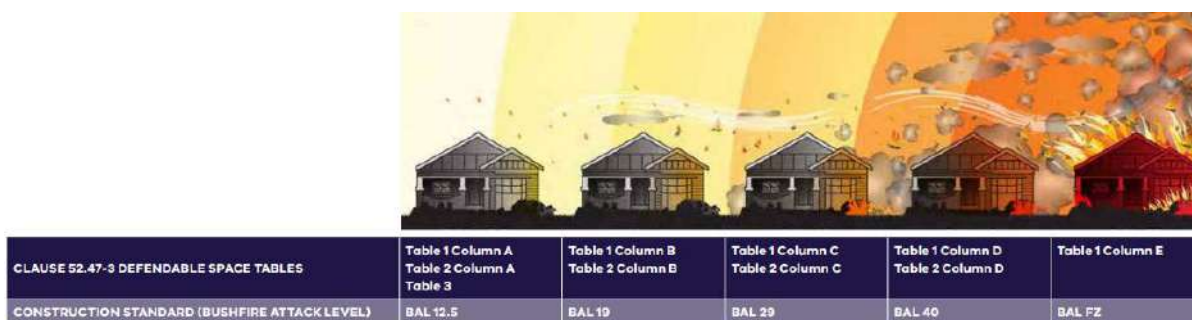 CLAUSE 52.47-3 DEFENDABLE SPACE TABLES
Table 1 Column A
Table 2 Column A
Table 3
Table 1 Column B
Table 2 Column B
Table 1 Column C
Table 2 Column C
Table 1 Column D
Table 2 Column D
Table 1 Column E
CONSTRUCTION STANDARD (BUSHFIRE ATTACK LEVEL)
BAL 12.5
BAL 19
BAL 29
BAL 40
BAL FZ